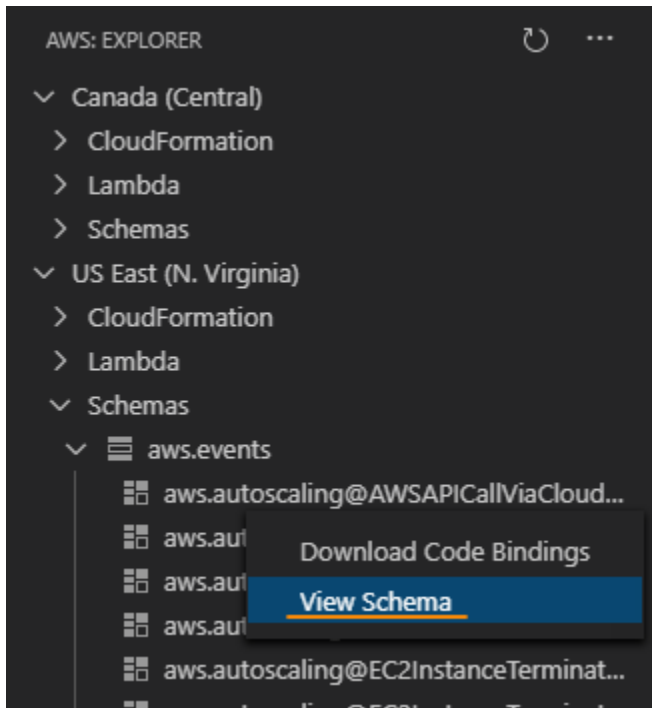 AWS: EXPLORER
Canada (Central)
CloudFormation
Lambda
Schemas
US East (N. Virginia)
CloudFormation
Lambda
Schemas
aws.events
aws.autoscaling@AWSAPICallViaCloud...
aws.aut
Download Code Bindings
aws.aut
View Schema
aws.aut
aws.autoscaling@EC2InstanceTerminat...